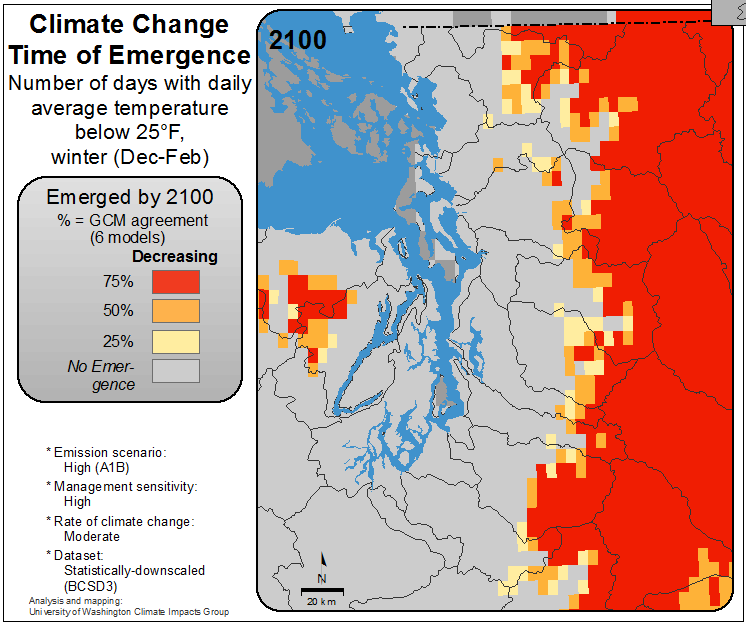 Climate Change
Time of Emergence
Number of days with daily
average temperature
below 25°F,
winter (Dec-Feb)
Emerged by 2100
% = GCM agreement
(6 models)
Decreasing
75%
50%
25%
No Emer-
gence
* Emission scenario:
High (A1B)
* Management sensitivity:
High
* Rate of climate change:
Moderate
* Dataset:
Statistically-downscaled
(BCSD3)
Analysis and mapping:
University of Washington Climate Impacts Group
2100
N
20 km